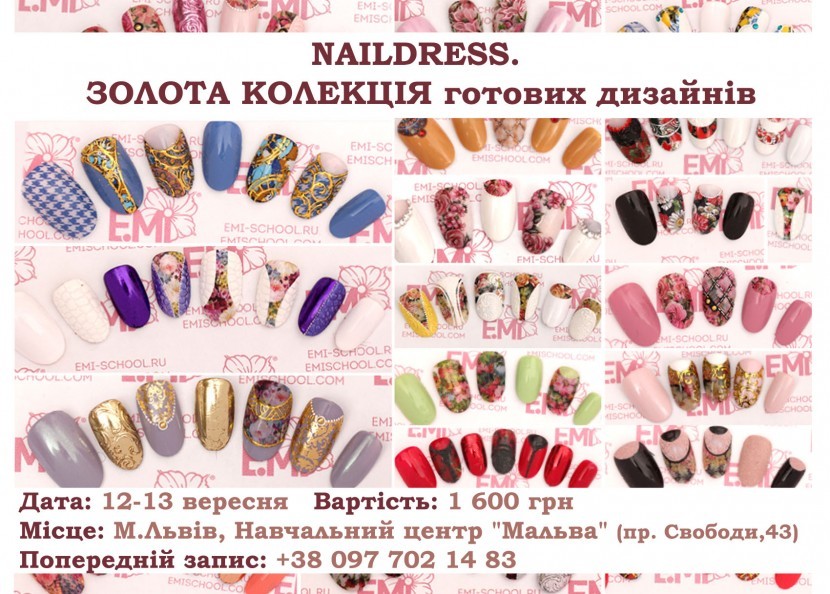 NAILDRESS.
ЗОЛОТА КОЛЕКЦІЯ готових дизайнів
EMI-SCHOOL.RU
EMISCHOOL.COM
E.MI
Дата: 12-13 вересня Вартість: 1 600 грн
Місце: М.Львів, Навчальний центр "Мальва" (пр. Свободи,43)
Попередній запис: +38 097 702 14 83